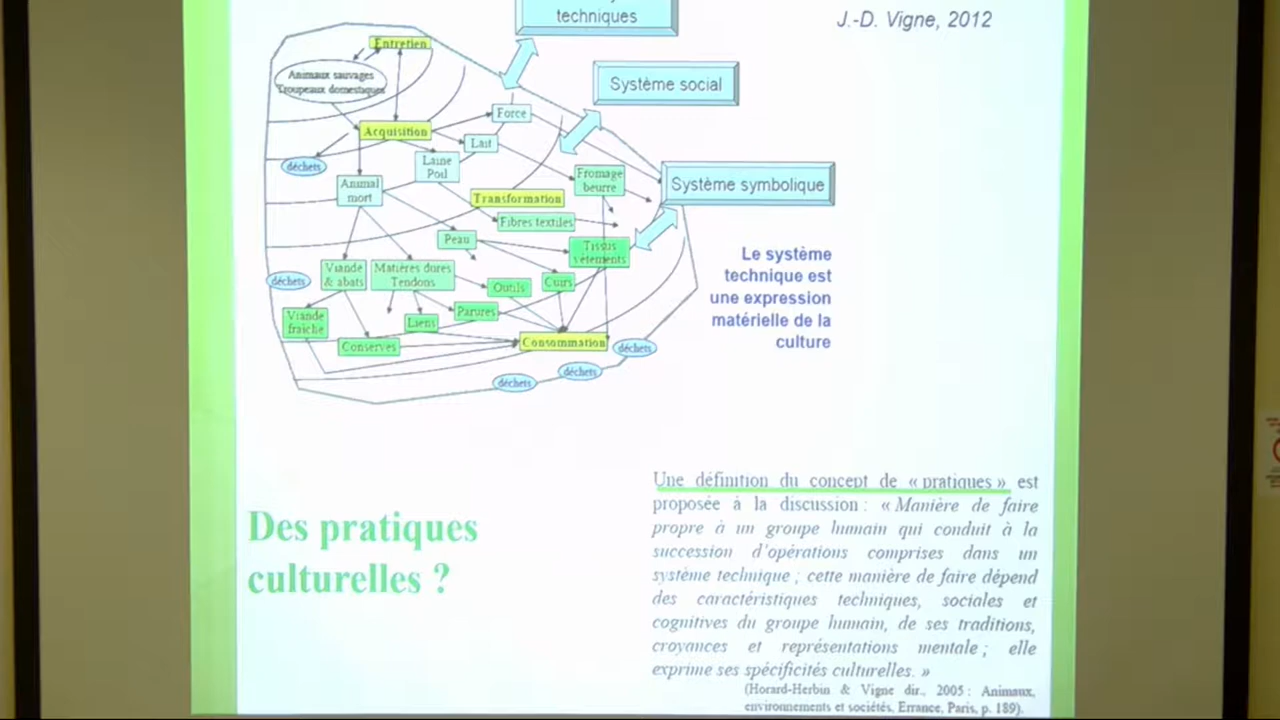 techniques
J.-D. Vigne, 2012
Entretien
Animaux sauvages
Troupeaux domestiques
Système social
Force
Acquisition
Lait
déchets
Laine
Poil
Fromage
beurre
Animal
mort
Système symbolique
Transformation
Fibres textiles
Peau
Tissus
vêtements
Le système
technique est
une expression
matérielle de la
culture
déchets
Viande
& abats
Matières dures
Tendons
Outils
Cuirs
Viande
fraîche
Liens
Parures
Conserves
Consommation
déchets
déchets
déchets
Une définition du concept de « pratiques » est
proposée à la discussion : « Manière de faire
propre à un groupe humain qui conduit à la
succession d'opérations comprises dans un
système technique ; cette manière de faire dépend
des caractéristiques techniques, sociales et
cognitives du groupe humain, de ses traditions,
croyances et représentations mentale ; elle
exprime ses spécificités culturelles. »
(Horard-Herbin & Vigne dir., 2005 : Animaux,
environnements et sociétés, Errance, Paris, p. 189).
Des pratiques
culturelles ?